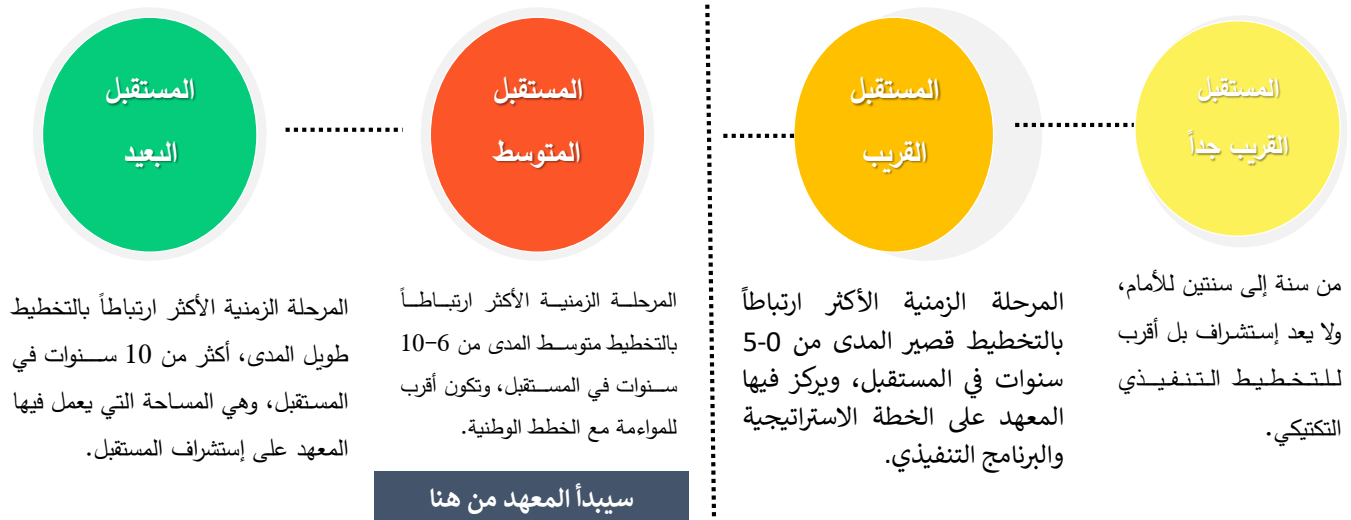 المستقبل
القريب جداً
من سنة إلى سنتين للأمام،
ولا يعد إستشراف بل أقرب
للتخطيط التنفيذي
التكتيكي.
المستقبل
القريب
المرحلة الزمنية الأكثر ارتباطاً
بالتخطيط قصير المدى من 0-5
سنوات في المستقبل، ويركز فيها
المعهد على الخطة الاستراتيجية
والبرنامج التنفيذي.
المستقبل
المتوسط
المرحلة الزمنية الأكثر ارتباطاً
بالتخطيط متوسط المدى من 6-10
سنوات في المستقبل، وتكون أقرب
للمواءمة مع الخطط الوطنية.
سيبدأ المعهد من هنا
المستقبل
البعيد
المرحلة الزمنية الأكثر ارتباطاً بالتخطيط
طويل المدى، أكثر من 10 سنوات في
المستقبل، وهي المساحة التي يعمل فيها
المعهد على إستشراف المستقبل.